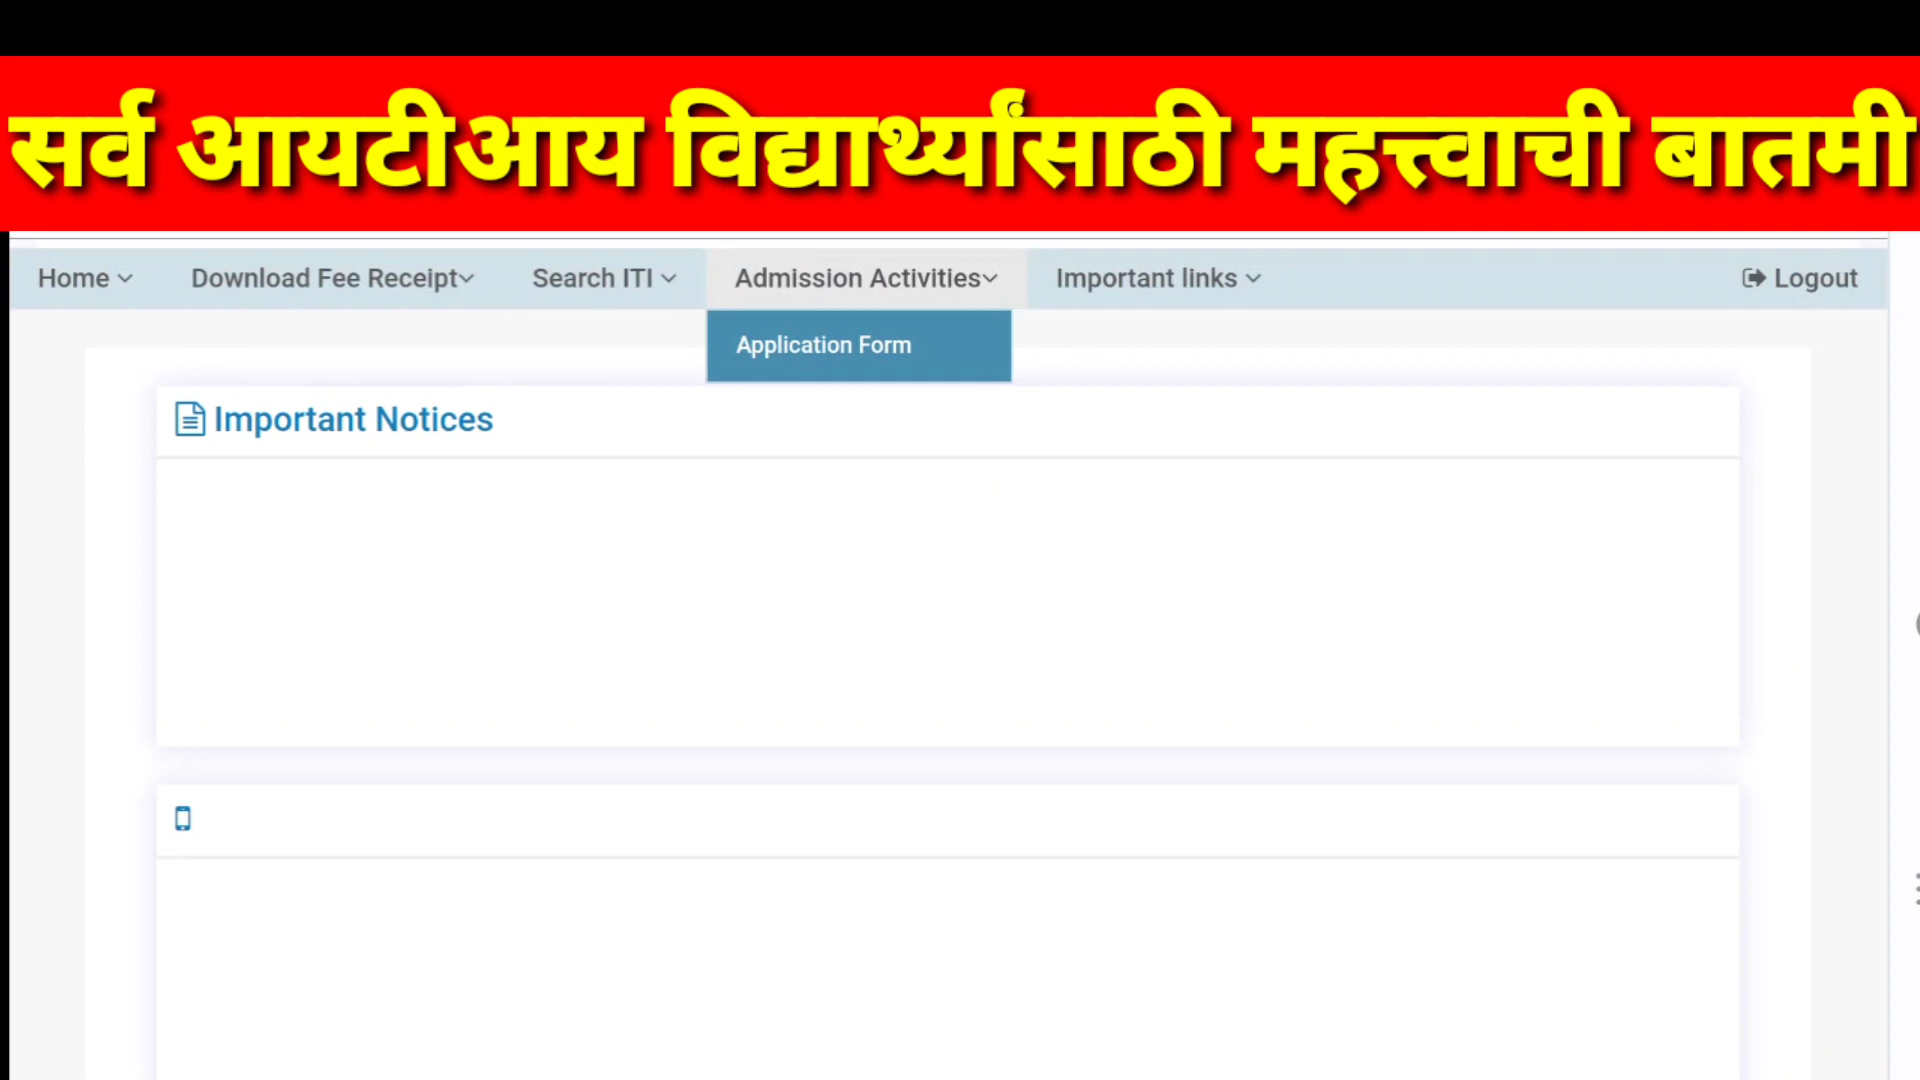 सर्व आयटीआय विद्यार्थ्यांसाठी महत्त्वाची बातमी
Home Download Fee Receipt Search ITI Admission Activities Important links Logout
Application Form
Important Notices